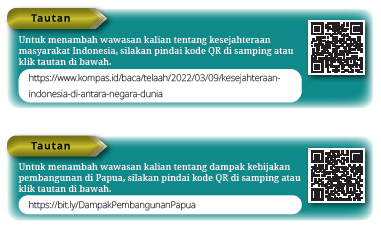 Tautan
Untuk menambah wawasan kalian tentang kesejahteraan
masyarakat Indonesia, silakan pindai kode QR di samping atau
klik tautan di bawah.
https://www.kompas.id/baca/telaah/2022/03/09/kesejahteraan-
indonesia-di-antara-negara-dunia
Tautan
Untuk menambah wawasan kalian tentang dampak kebijakan
pembangunan di Papua, silakan pindai kode QR di samping atau
klik tautan di bawah.
https://bit.ly/DampakPembangunanPapua